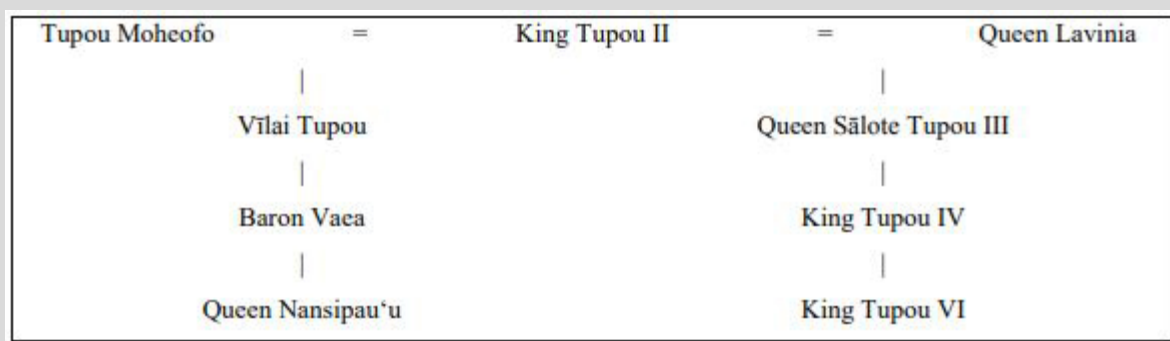 Tupou Moheofo = King Tupou II = Queen Lavinia
| |
Vīlai Tupou Queen Sālote Tupou III
| |
Baron Vaea King Tupou IV
| |
Queen Nansipau‘u King Tupou VI